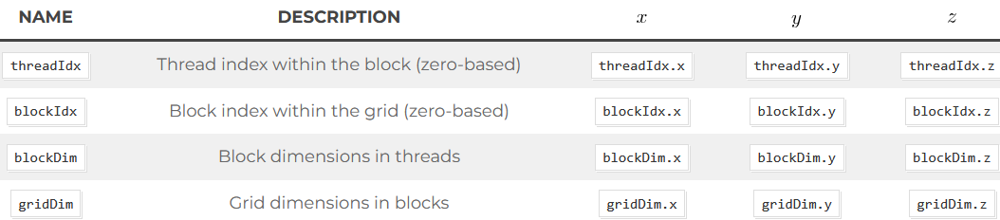 NAME DESCRIPTION x y z
threadIdx Thread index within the block (zero-based) threadIdx.x threadIdx.y threadIdx.z
blockIdx Block index within the grid (zero-based) blockIdx.x blockIdx.y blockIdx.z
blockDim Block dimensions in threads blockDim.x blockDim.y blockDim.z
gridDim Grid dimensions in blocks gridDim.x gridDim.y gridDim.z